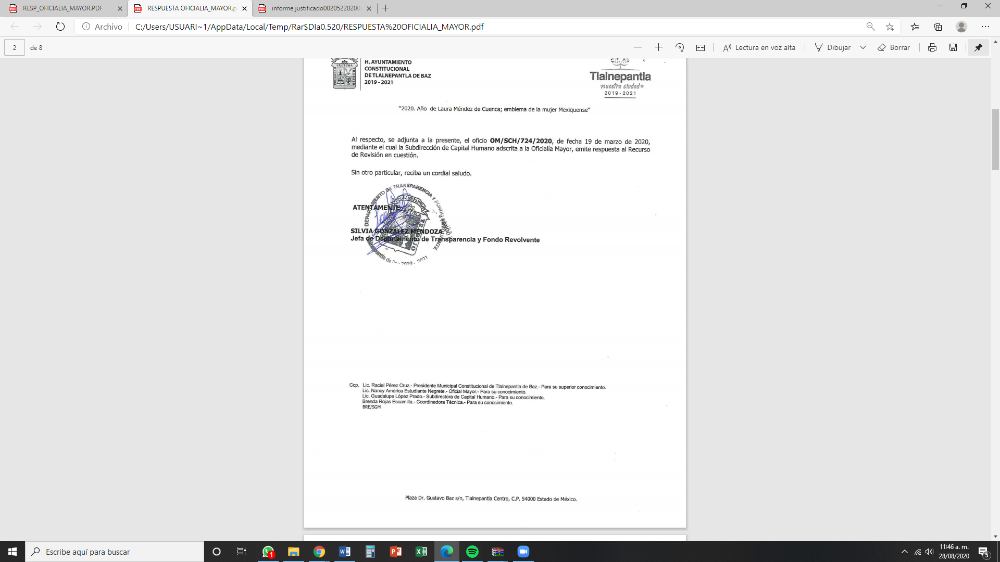 RESP_OFICIALIA_MAYOR.PDF
RESPUESTA OFICIALIA_MAYOR.p
informe justificado00205220200
Archivo
C:/Users/USUARI~1/AppData/Local/Temp/Rar$DIa0.520/RESPUESTA%20OFICIALIA_MAYOR.pdf
2 de 8
Lectura en voz alta
Dibujar
Borrar
CULTURA
PROGRESO
TRABAJO
H. AYUNTAMIENTO
CONSTITUCIONAL
DE TLALNEPANTLA DE BAZ
2019 - 2021
Tlalnepantla
nuestra ciudad
2019 - 2021
"2020. Año de Laura Méndez de Cuenca; emblema de la mujer Mexiquense"
Al respecto, se adjunta a la presente, el oficio OM/SCH/724/2020, de fecha 19 de marzo de 2020,
mediante el cual la Subdirección de Capital Humano adscrita a la Oficialía Mayor, emite respuesta al Recurso
de Revisión en cuestión.
Sin otro particular, reciba un cordial saludo.
DEPARTAMENTO DE TRANSPARENCIA Y FONDO REVOLVENTE
ATENTAMENTE
SILVIA GONZÁLEZ MENDOZA
Jefa de Departamento de Transparencia y Fondo Revolvente
Tlalnepantla de Baz 2019 - 2021
Ccp. Lic. Raciel Pérez Cruz.- Presidente Municipal Constitucional de Tlalnepantla de Baz.- Para su superior conocimiento.
Lic. Nancy América Estudiante Negrete.- Oficial Mayor.- Para su conocimiento.
Lic. Guadalupe López Prado.- Subdirectora de Capital Humano.- Para su conocimiento.
Brenda Rojas Escamilla.- Coordinadora Técnica.- Para su conocimiento.
BRE/SGM
Plaza Dr. Gustavo Baz s/n, Tlalnepantla Centro, C.P. 54000 Estado de México.
Escribe aquí para buscar
1
11:46 a. m.
28/08/2020
5